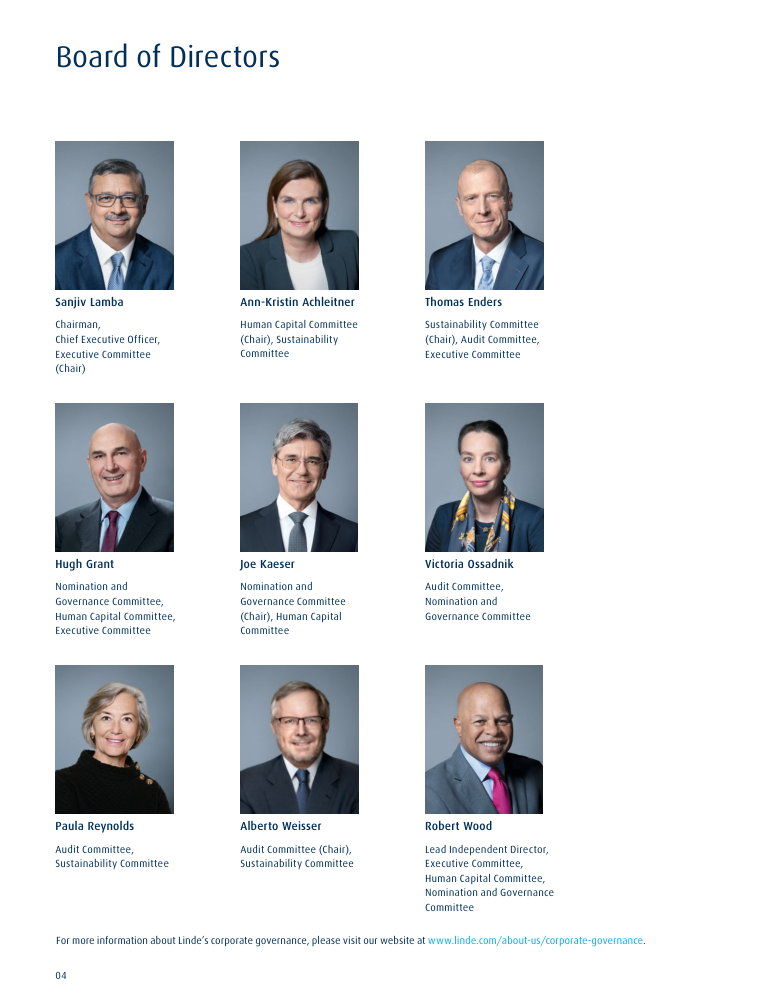 Board of Directors
Sanjiv Lamba
Chairman,
Chief Executive Officer,
Executive Committee
(Chair)
Ann-Kristin Achleitner
Human Capital Committee
(Chair), Sustainability
Committee
Thomas Enders
Sustainability Committee
(Chair), Audit Committee,
Executive Committee
Hugh Grant
Nomination and
Governance Committee,
Human Capital Committee,
Executive Committee
Joe Kaeser
Nomination and
Governance Committee
(Chair), Human Capital
Committee
Victoria Ossadnik
Audit Committee,
Nomination and
Governance Committee
Paula Reynolds
Audit Committee,
Sustainability Committee
Alberto Weisser
Audit Committee (Chair),
Sustainability Committee
Robert Wood
Lead Independent Director,
Executive Committee,
Human Capital Committee,
Nomination and Governance
Committee
For more information about Linde's corporate governance, please visit our website at www.linde.com/about-us/corporate-governance.
04